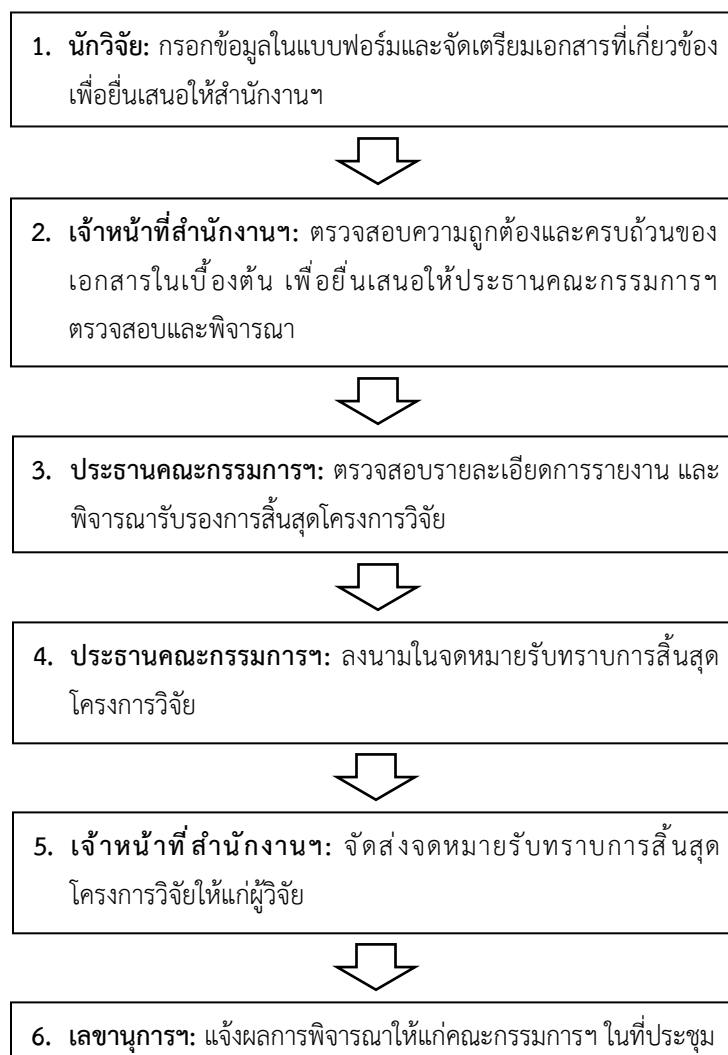 1. นักวิจัย: กรอกข้อมูลในแบบฟอร์มและจัดเตรียมเอกสารที่เกี่ยวข้อง
เพื่อยื่นเสนอให้สำนักงานฯ
2. เจ้าหน้าที่สำนักงานฯ: ตรวจสอบความถูกต้องและครบถ้วนของ
เอกสารในเบื้องต้น เพื่อยื่นเสนอให้ประธานคณะกรรมการฯ
ตรวจสอบและพิจารณา
3. ประธานคณะกรรมการฯ: ตรวจสอบรายละเอียดการรายงาน และ
พิจารณารับรองการสิ้นสุดโครงการวิจัย
4. ประธานคณะกรรมการฯ: ลงนามในจดหมายรับทราบการสิ้นสุด
โครงการวิจัย
5. เจ้าหน้าที่สำนักงานฯ: จัดส่งจดหมายรับทราบการสิ้นสุด
โครงการวิจัยให้แก่ผู้วิจัย
6. เลขานุการฯ: แจ้งผลการพิจารณาให้แก่คณะกรรมการฯ ในที่ประชุม